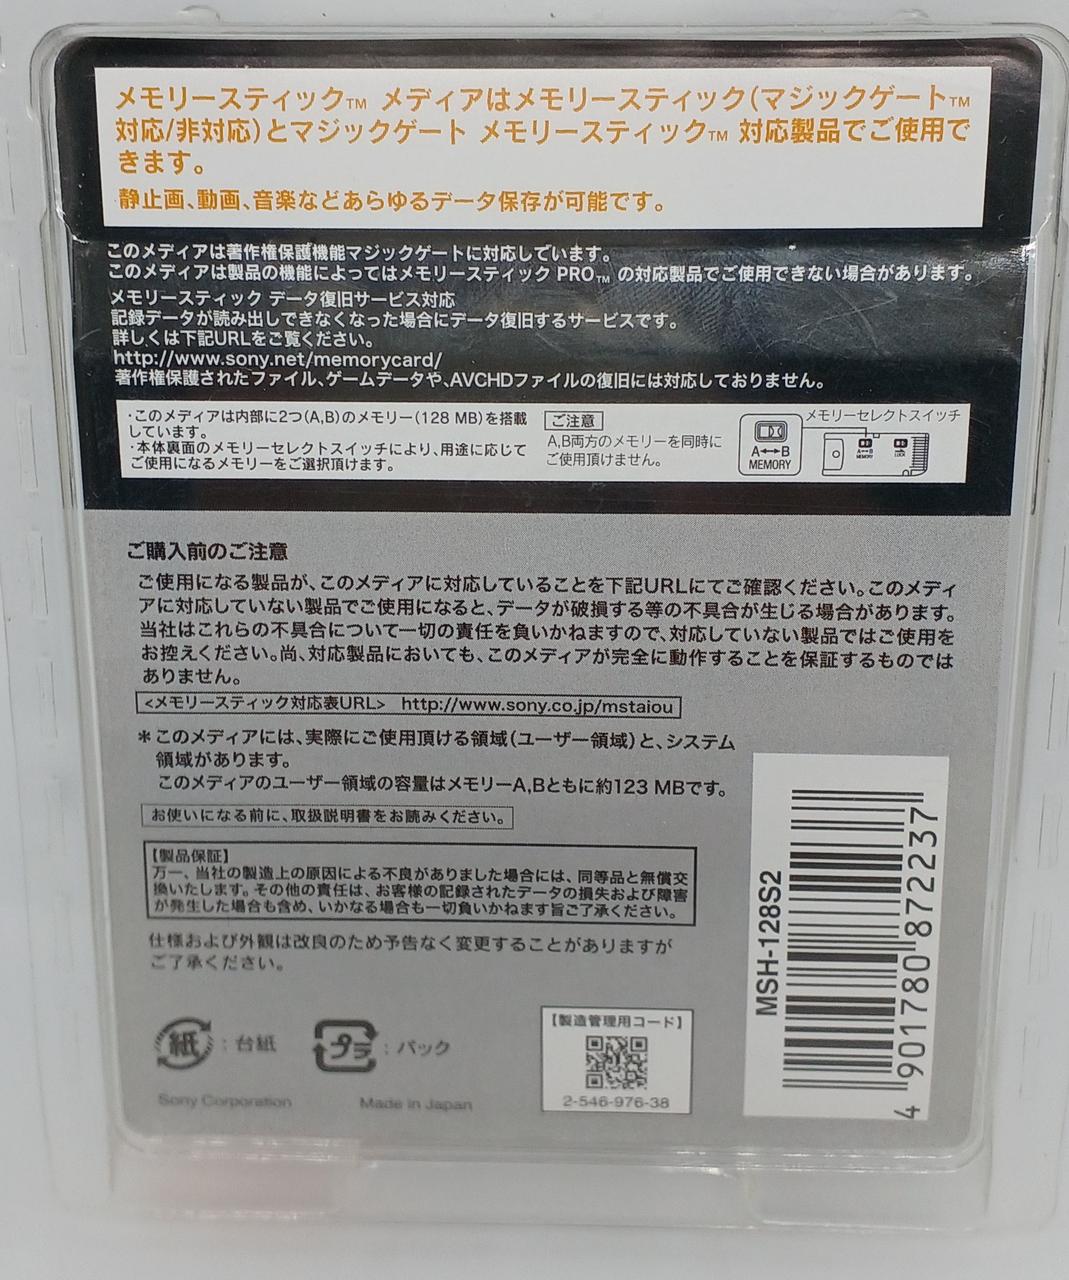 メモリースティック™ メディアはメモリースティック(マジックゲート™
対応/非対応)とマジックゲート メモリースティック™ 対応製品でご使用で
きます。
静止画、動画、音楽などあらゆるデータ保存が可能です。
このメディアは著作権保護機能マジックゲートに対応しています。
このメディアは製品の機能によってはメモリースティック PRO™ の対応製品でご使用できない場合があります。
メモリースティック データ復旧サービス対応
記録データが読み出しできなくなった場合にデータ復旧するサービスです。
詳しくは下記URLをご覧ください。
http://www.sony.net/memorycard/
著作権保護されたファイル、ゲームデータや、AVCHDファイルの復旧には対応しておりません。
・このメディアは内部に2つ(A,B)のメモリー(128 MB)を搭載
しています。
・本体裏面のメモリーセレクトスイッチにより、用途に応じて
ご使用になるメモリーをご選択頂けます。
ご注意
A,B両方のメモリーを同時に
ご使用頂けません。
メモリーセレクトスイッチ
A↔B
MEMORY
A↔B
MEMORY
LOCK
ご購入前のご注意
ご使用になる製品が、このメディアに対応していることを下記URLにてご確認ください。このメディ
アに対応していない製品でご使用になると、データが破損する等の不具合が生じる場合があります。
当社はこれらの不具合について一切の責任を負いかねますので、対応していない製品ではご使用を
お控えください。尚、対応製品においても、このメディアが完全に動作することを保証するものでは
ありません。
<メモリースティック対応表URL> http://www.sony.co.jp/mstaiou
＊このメディアには、実際にご使用頂ける領域(ユーザー領域)と、システム
領域があります。
このメディアのユーザー領域の容量はメモリーA,Bともに約123 MBです。
お使いになる前に、取扱説明書をお読みください。
【製品保証】
万一、当社の製造上の原因による不良がありました場合には、同等品と無償交
換いたします。その他の責任は、お客様の記録されたデータの損失および障害
が発生した場合も含め、いかなる場合も一切負いかねます旨ご了承ください。
仕様および外観は改良のため予告なく変更することがありますが
ご了承ください。
紙：台紙
プラ：パック
【製造管理用コード】
2-546-976-38
Sony Corporation
Made in Japan
MSH-128S2
4 901780 872237